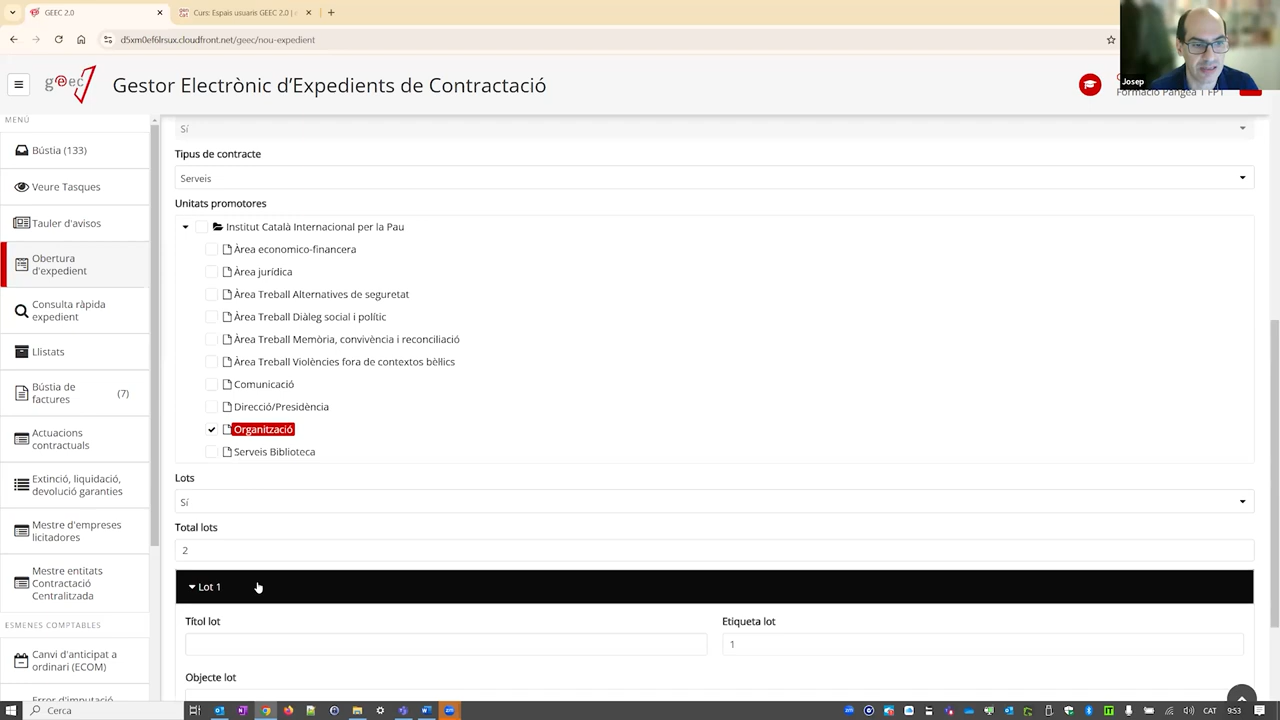 GEEC 2.0
Curs: Espais usuaris GEEC 2.0 |
d5xm0ef6lrsux.cloudfront.net/geec/nou-expedient
geec
Gestor Electrònic d'Expedients de Contractació
Josep
Formació Pangea 1 FP1
MENÚ
Bústia (133)
Veure Tasques
Tauler d'avisos
Obertura
d'expedient
Consulta ràpida
expedient
Llistats
Bústia de
factures
(7)
Actuacions
contractuals
Extinció, liquidació,
devolució garanties
Mestre d'empreses
licitadores
Mestre entitats
Contractació
Centralitzada
ESMENES COMPTABLES
Canvi d'anticipat a
ordinari (ECOM)
Error d'imputació
Sí
Tipus de contracte
Serveis
Unitats promotores
Institut Català Internacional per la Pau
Àrea economico-financera
Àrea jurídica
Àrea Treball Alternatives de seguretat
Àrea Treball Diàleg social i polític
Àrea Treball Memòria, convivència i reconciliació
Àrea Treball Violències fora de contextos bèl·lics
Comunicació
Direcció/Presidència
Organització
Serveis Biblioteca
Lots
Sí
Total lots
2
Lot 1
Títol lot
Etiqueta lot
1
Objecte lot
Cerca
CAT
9:53